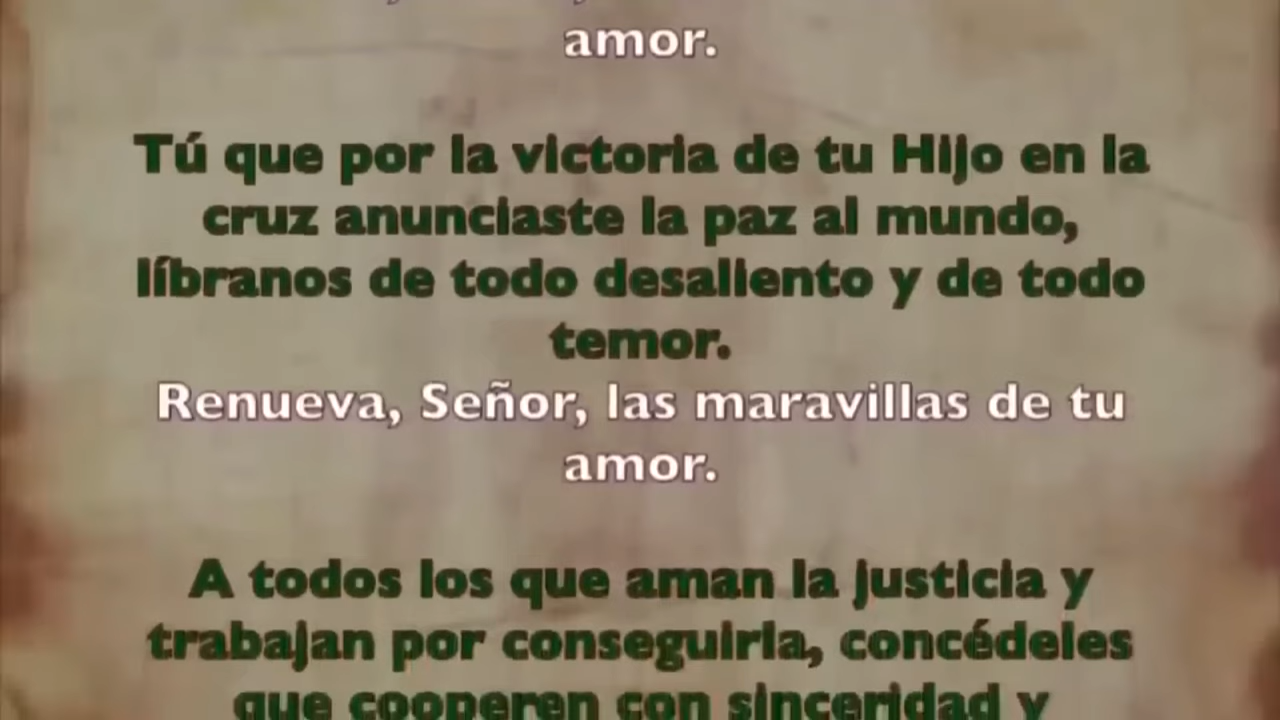 amor.
Tú que por la victoria de tu Hijo en la
cruz anunciaste la paz al mundo,
líbranos de todo desaliento y de todo
temor.
Renueva, Señor, las maravillas de tu
amor.
A todos los que aman la justicia y
trabajan por conseguirla, concédeles
que cooperen con sinceridad y